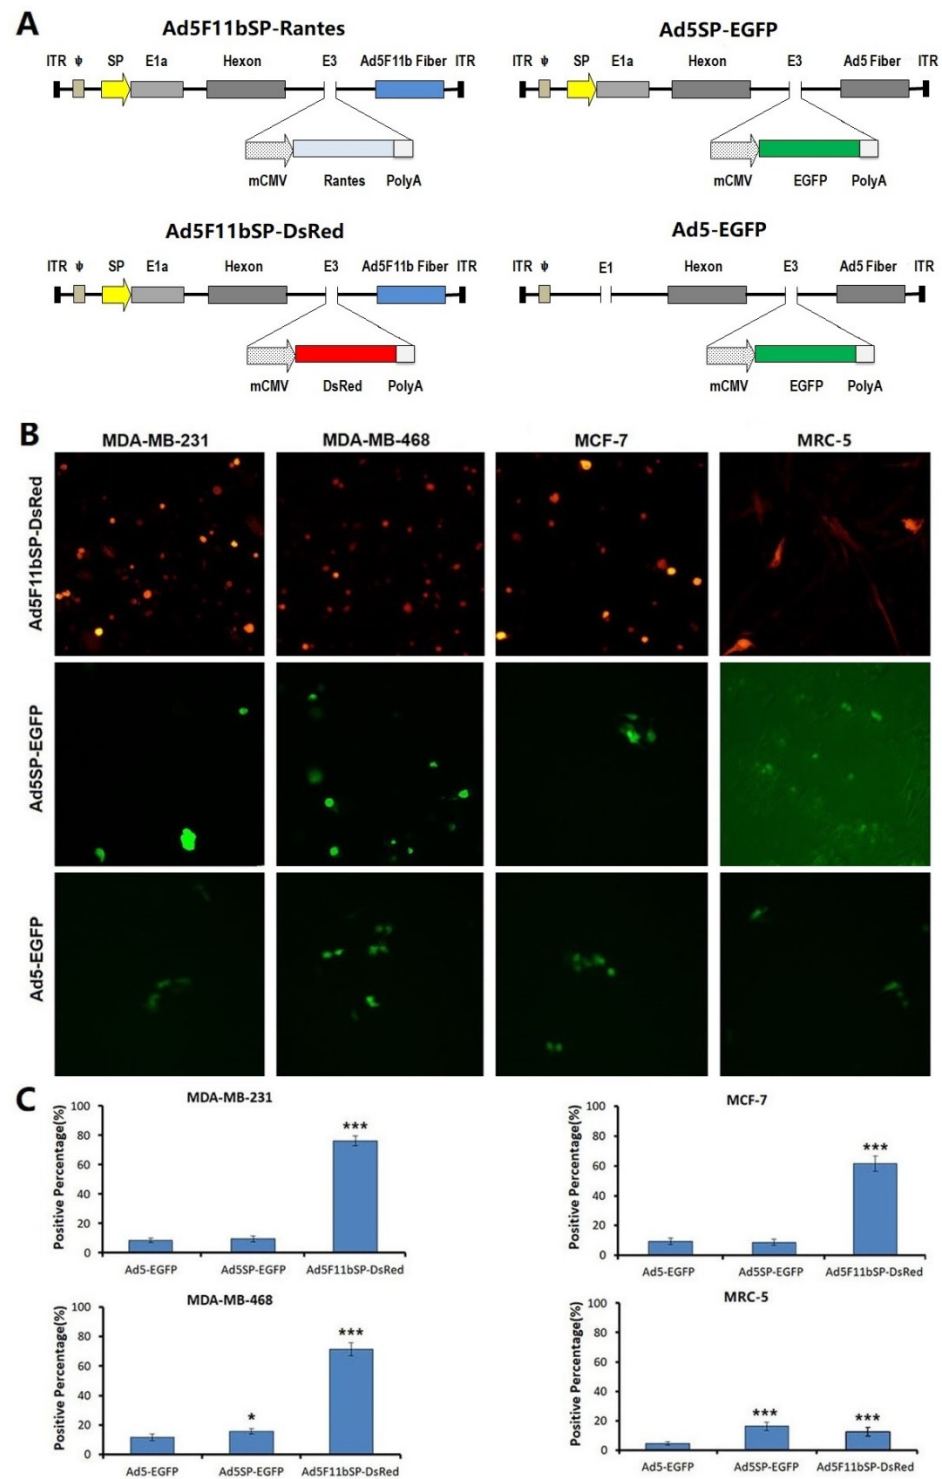 A
Ad5F11bSP-Rantes
ITR ψ SP E1a Hexon E3 Ad5F11b Fiber ITR
mCMV Rantes PolyA
Ad5SP-EGFP
ITR ψ SP E1a Hexon E3 Ad5 Fiber ITR
mCMV EGFP PolyA
Ad5F11bSP-DsRed
ITR ψ SP E1a Hexon E3 Ad5F11b Fiber ITR
mCMV DsRed PolyA
Ad5-EGFP
ITR ψ E1 Hexon E3 Ad5 Fiber ITR
mCMV EGFP PolyA
B
MDA-MB-231 MDA-MB-468 MCF-7 MRC-5
Ad5F11bSP-DsRed
Ad5SP-EGFP
Ad5-EGFP
C
MDA-MB-231
Positive Percentage(%)
100
80
60
40
20
0
***
Ad5-EGFP Ad5SP-EGFP Ad5F11bSP-DsRed
MCF-7
Positive Percentage(%)
100
80
60
40
20
0
***
Ad5-EGFP Ad5SP-EGFP Ad5F11bSP-DsRed
MDA-MB-468
Positive Percentage(%)
100
80
60
40
20
0
* ***
Ad5-EGFP Ad5SP-EGFP Ad5F11bSP-DsRed
MRC-5
Positive Percentage(%)
100
80
60
40
20
0
*** ***
Ad5-EGFP Ad5SP-EGFP Ad5F11bSP-DsRed